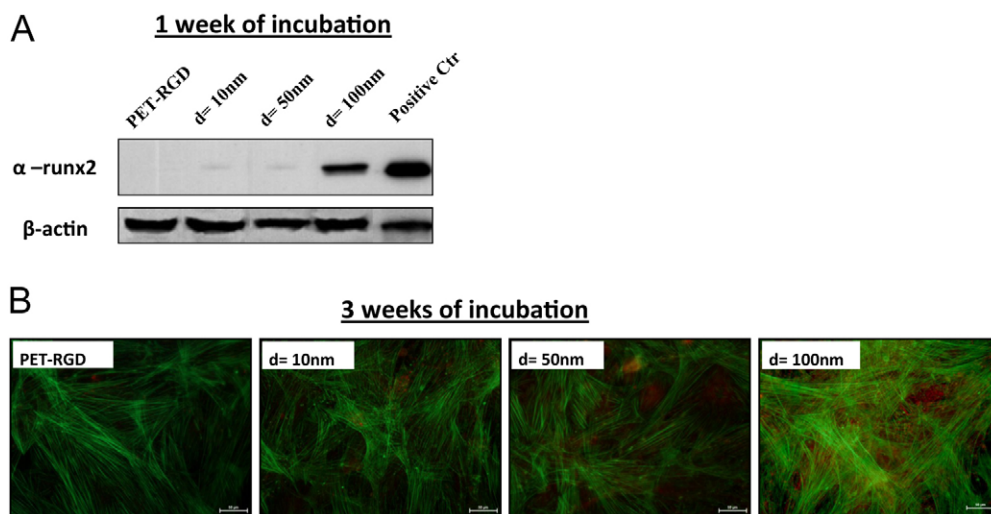 A
1 week of incubation
PET-RGD
d= 10nm
d= 50nm
d= 100nm
Positive Ctr
α –runx2
β-actin
B
3 weeks of incubation
PET-RGD
d= 10nm
d= 50nm
d= 100nm